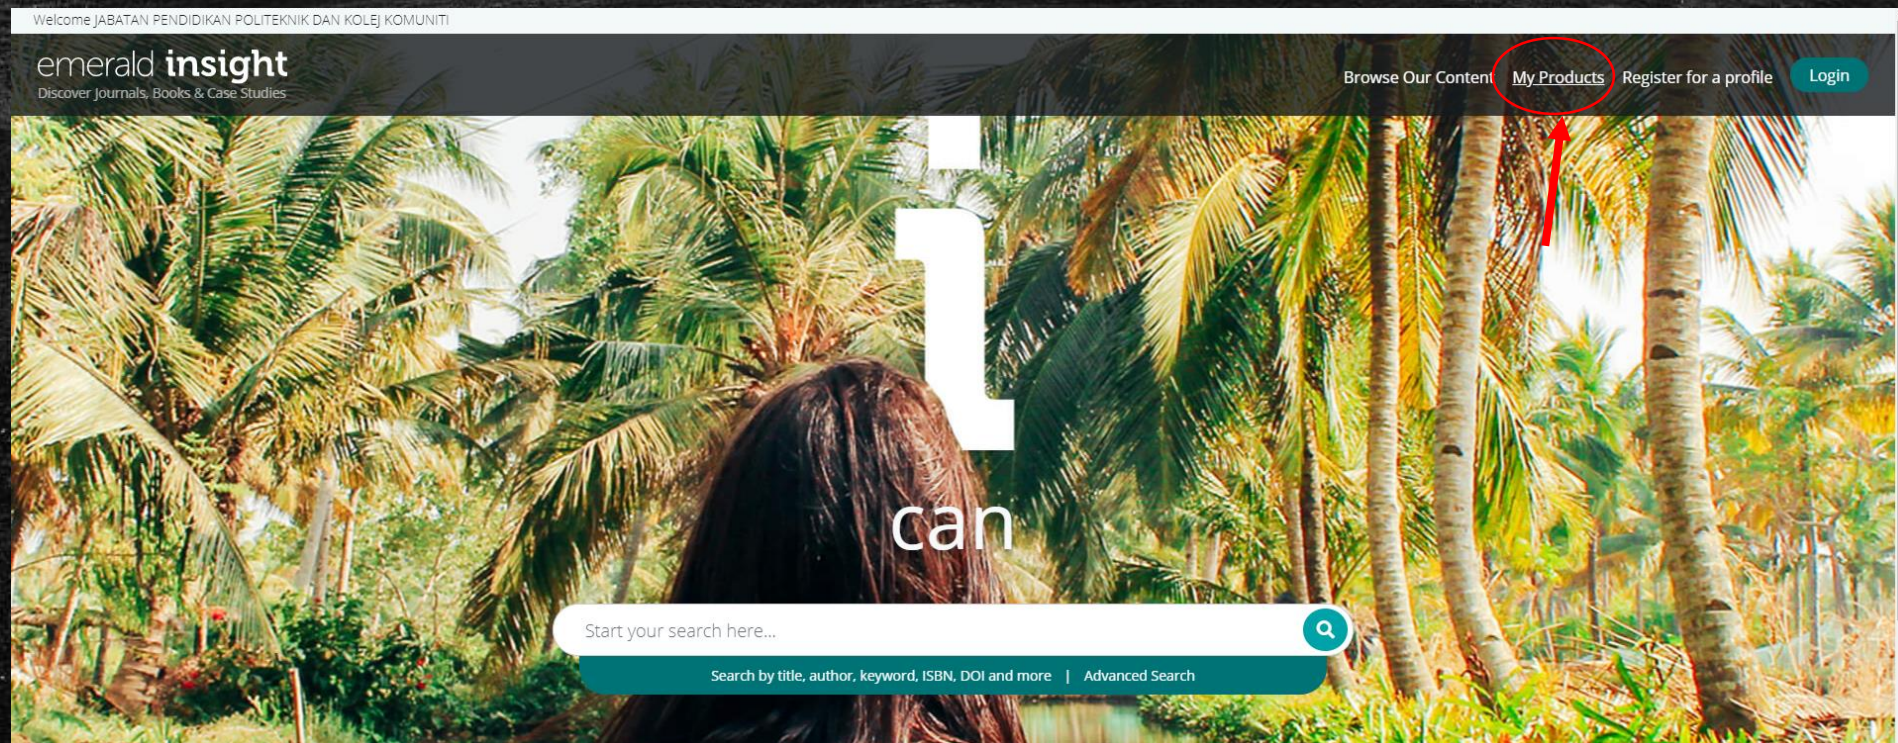 Welcome JABATAN PENDIDIKAN POLITEKNIK DAN KOLEJ KOMUNITI
emerald insight
Discover Journals, Books & Case Studies
Browse Our Content My Products Register for a profile Login
i
can
Start your search here...
Search by title, author, keyword, ISBN, DOI and more | Advanced Search